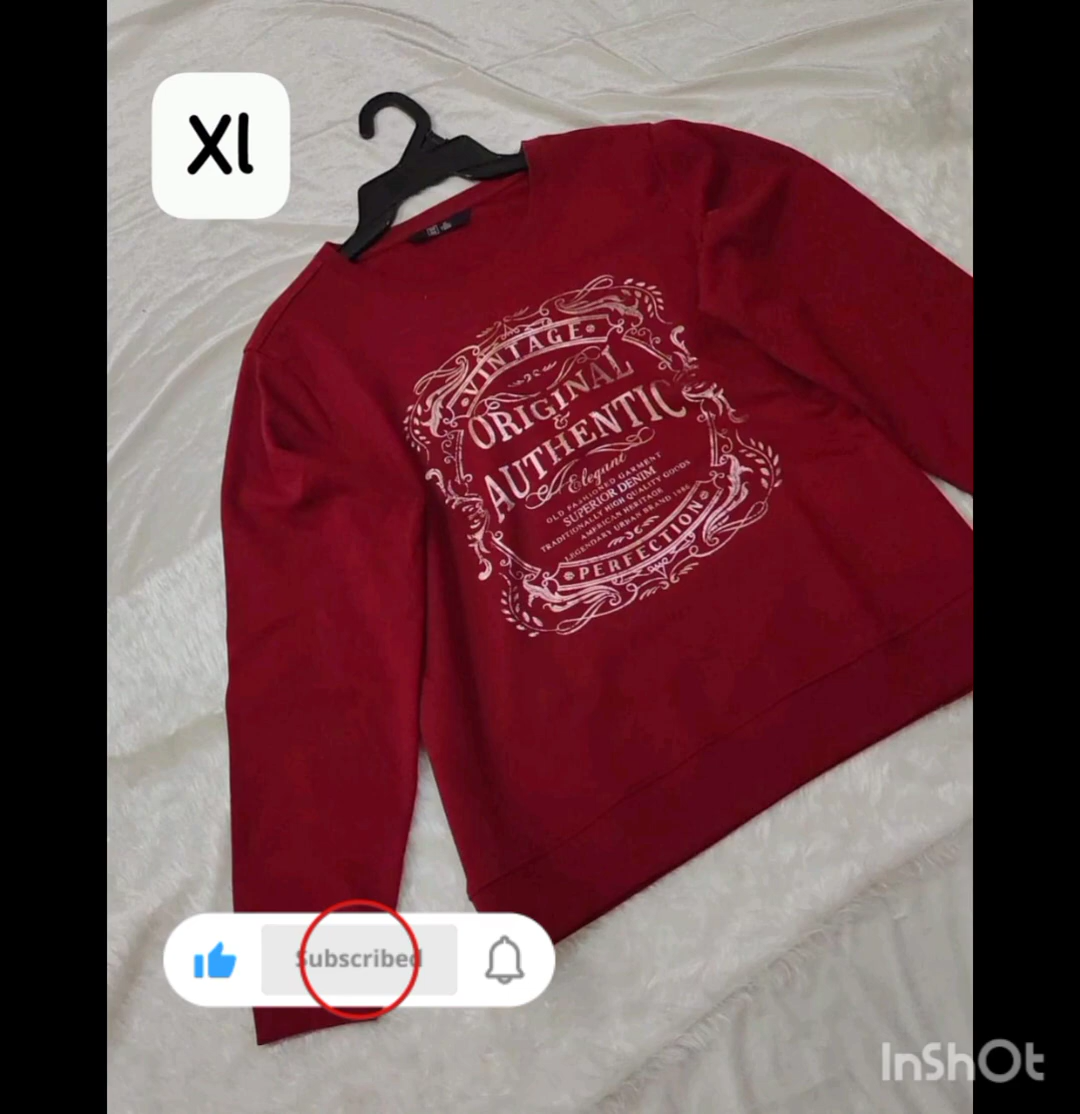 Xl
VINTAGE
ORIGINAL
&
AUTHENTIC
Elegant
OLD FASHIONED GARMENT
SUPERIOR DENIM
TRADITIONALLY HIGH QUALITY GOODS
AMERICAN HERITAGE
LEGENDARY URBAN BRAND
PERFECTION
Subscribed
InShOt